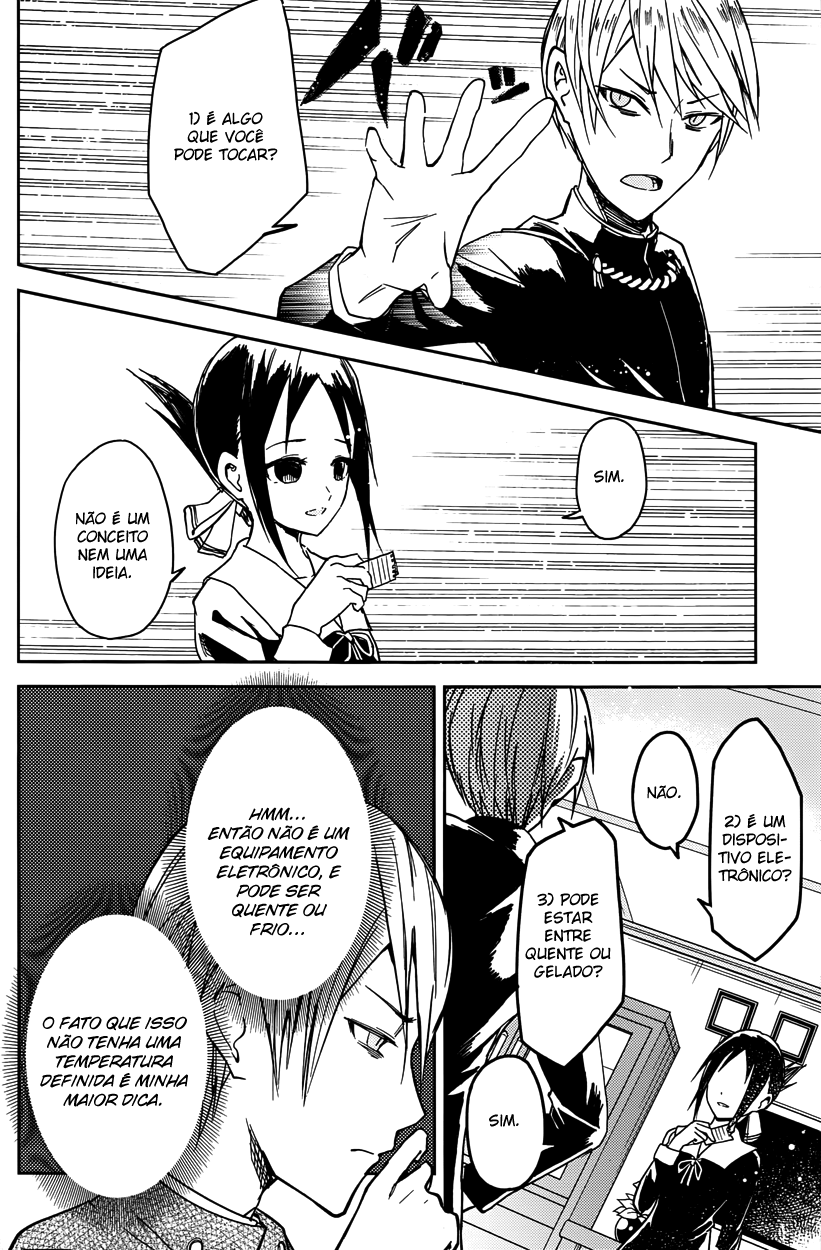 1) É ALGO
QUE VOCÊ
PODE TOCAR?
SIM.
NÃO É UM
CONCEITO
NEM UMA
IDEIA.
2) É UM
DISPOSI-
TIVO ELE-
TRÔNICO?
NÃO.
3) PODE
ESTAR
ENTRE
QUENTE OU
GELADO?
SIM.
HMM...
ENTÃO NÃO É UM
EQUIPAMENTO
ELETRÔNICO, E
PODE SER
QUENTE OU
FRIO...
O FATO QUE ISSO
NÃO TENHA UMA
TEMPERATURA
DEFINIDA É MINHA
MAIOR DICA.